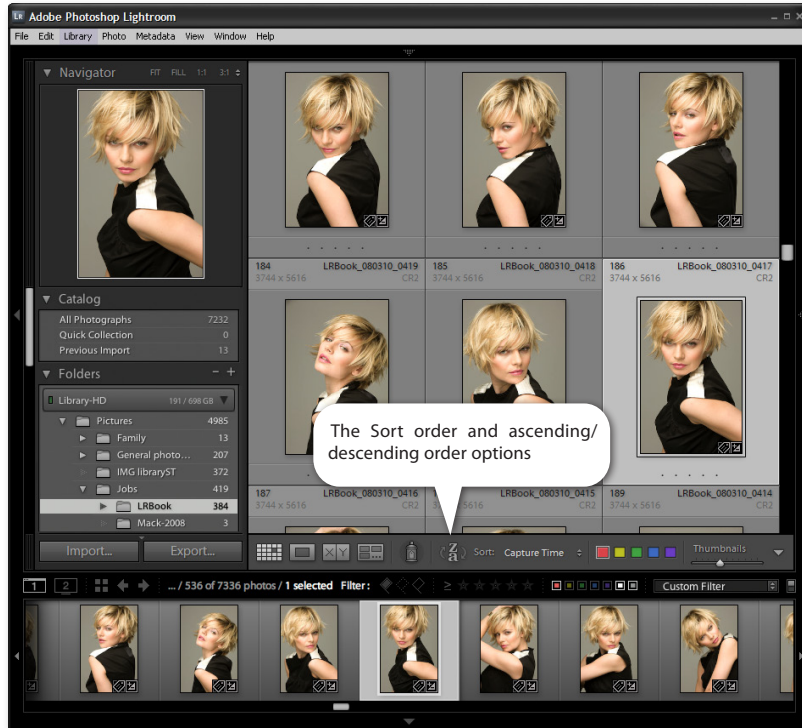 LR Adobe Photoshop Lightroom
File Edit Library Photo Metadata View Window Help
Navigator FIT FILL 1:1 3:1
Catalog
All Photographs 7232
Quick Collection 0
Previous Import 13
Folders − +
Library-HD 191 / 698 GB
Pictures 4985
Family 13
General photo... 207
IMG libraryST 372
Jobs 419
LRBook 384
Mack-2008 3
Import... Export...
184 LRBook_080310_0419
3744 x 5616 CR2
185 LRBook_080310_0418
3744 x 5616 CR2
186 LRBook_080310_0417
3744 x 5616 CR2
The Sort order and ascending/
descending order options
187 LRBook_080310_0416
3744 x 5616 CR2
LRBook_080310_0415
CR2
189 LRBook_080310_0414
3744 x 5616 CR2
X Y Z a Sort: Capture Time Thumbnails
1 2 ... / 536 of 7336 photos / 1 selected Filter : ≥ Custom Filter